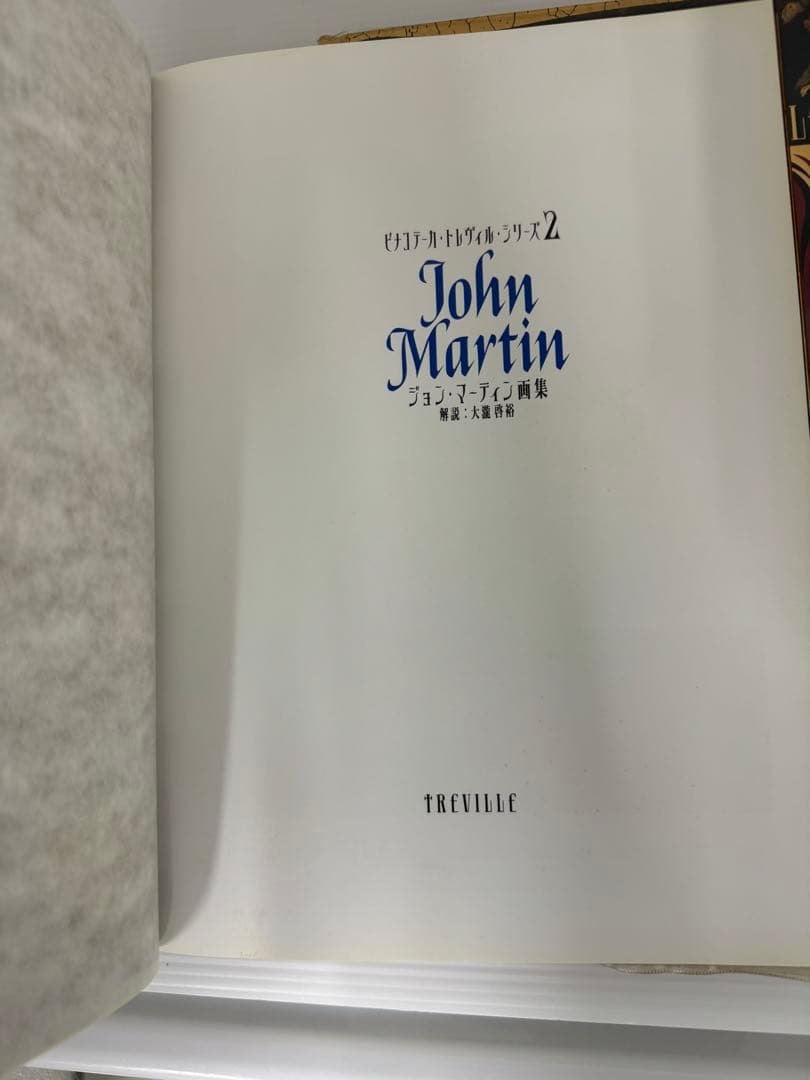 ピナコテーカ・トレヴィル・シリーズ2
John
Martin
ジョン・マーティン画集
解説：大瀧啓裕
TREVILLE